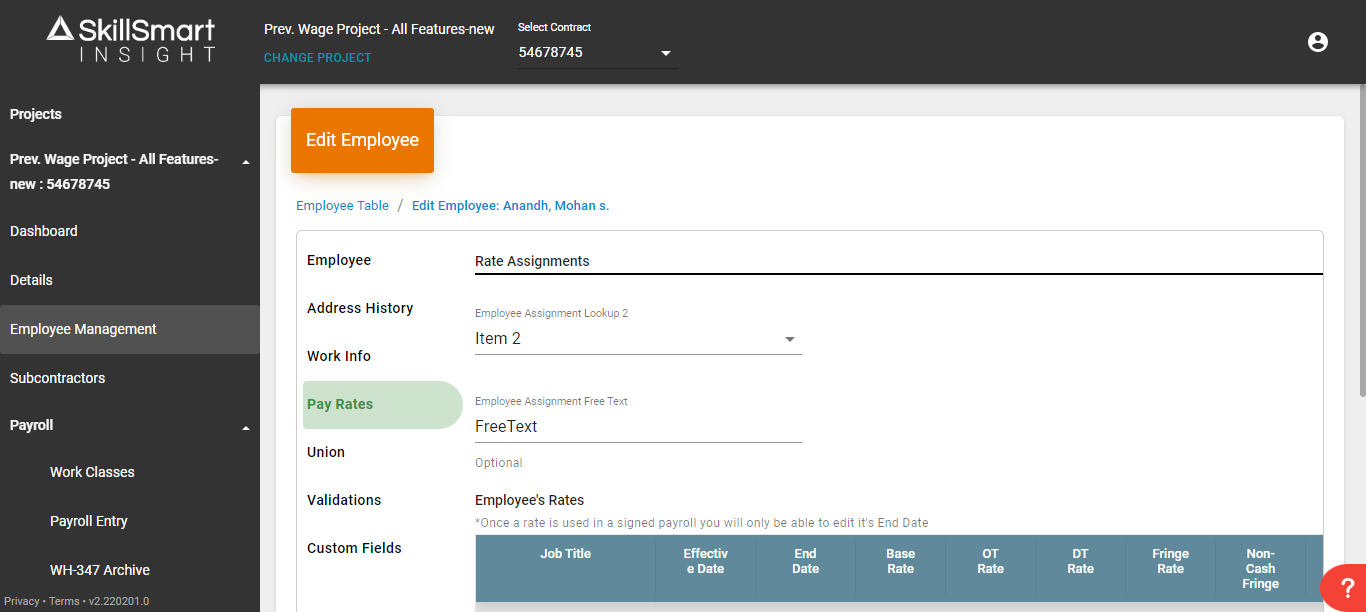 SkillSmart
INSIGHT
Prev. Wage Project - All Features-new
CHANGE PROJECT
Select Contract
54678745
Projects
Prev. Wage Project - All Features-
new : 54678745
Dashboard
Details
Employee Management
Subcontractors
Payroll
Work Classes
Payroll Entry
WH-347 Archive
Privacy • Terms • v2.220201.0
Edit Employee
Employee Table / Edit Employee: Anandh, Mohan s.
Employee
Address History
Work Info
Pay Rates
Union
Validations
Custom Fields
Rate Assignments
Employee Assignment Lookup 2
Item 2
Employee Assignment Free Text
FreeText
Optional
Employee's Rates
*Once a rate is used in a signed payroll you will only be able to edit it's End Date
Job Title
Effectiv
e Date
End
Date
Base
Rate
OT
Rate
DT
Rate
Fringe
Rate
Non-
Cash
Fringe
?